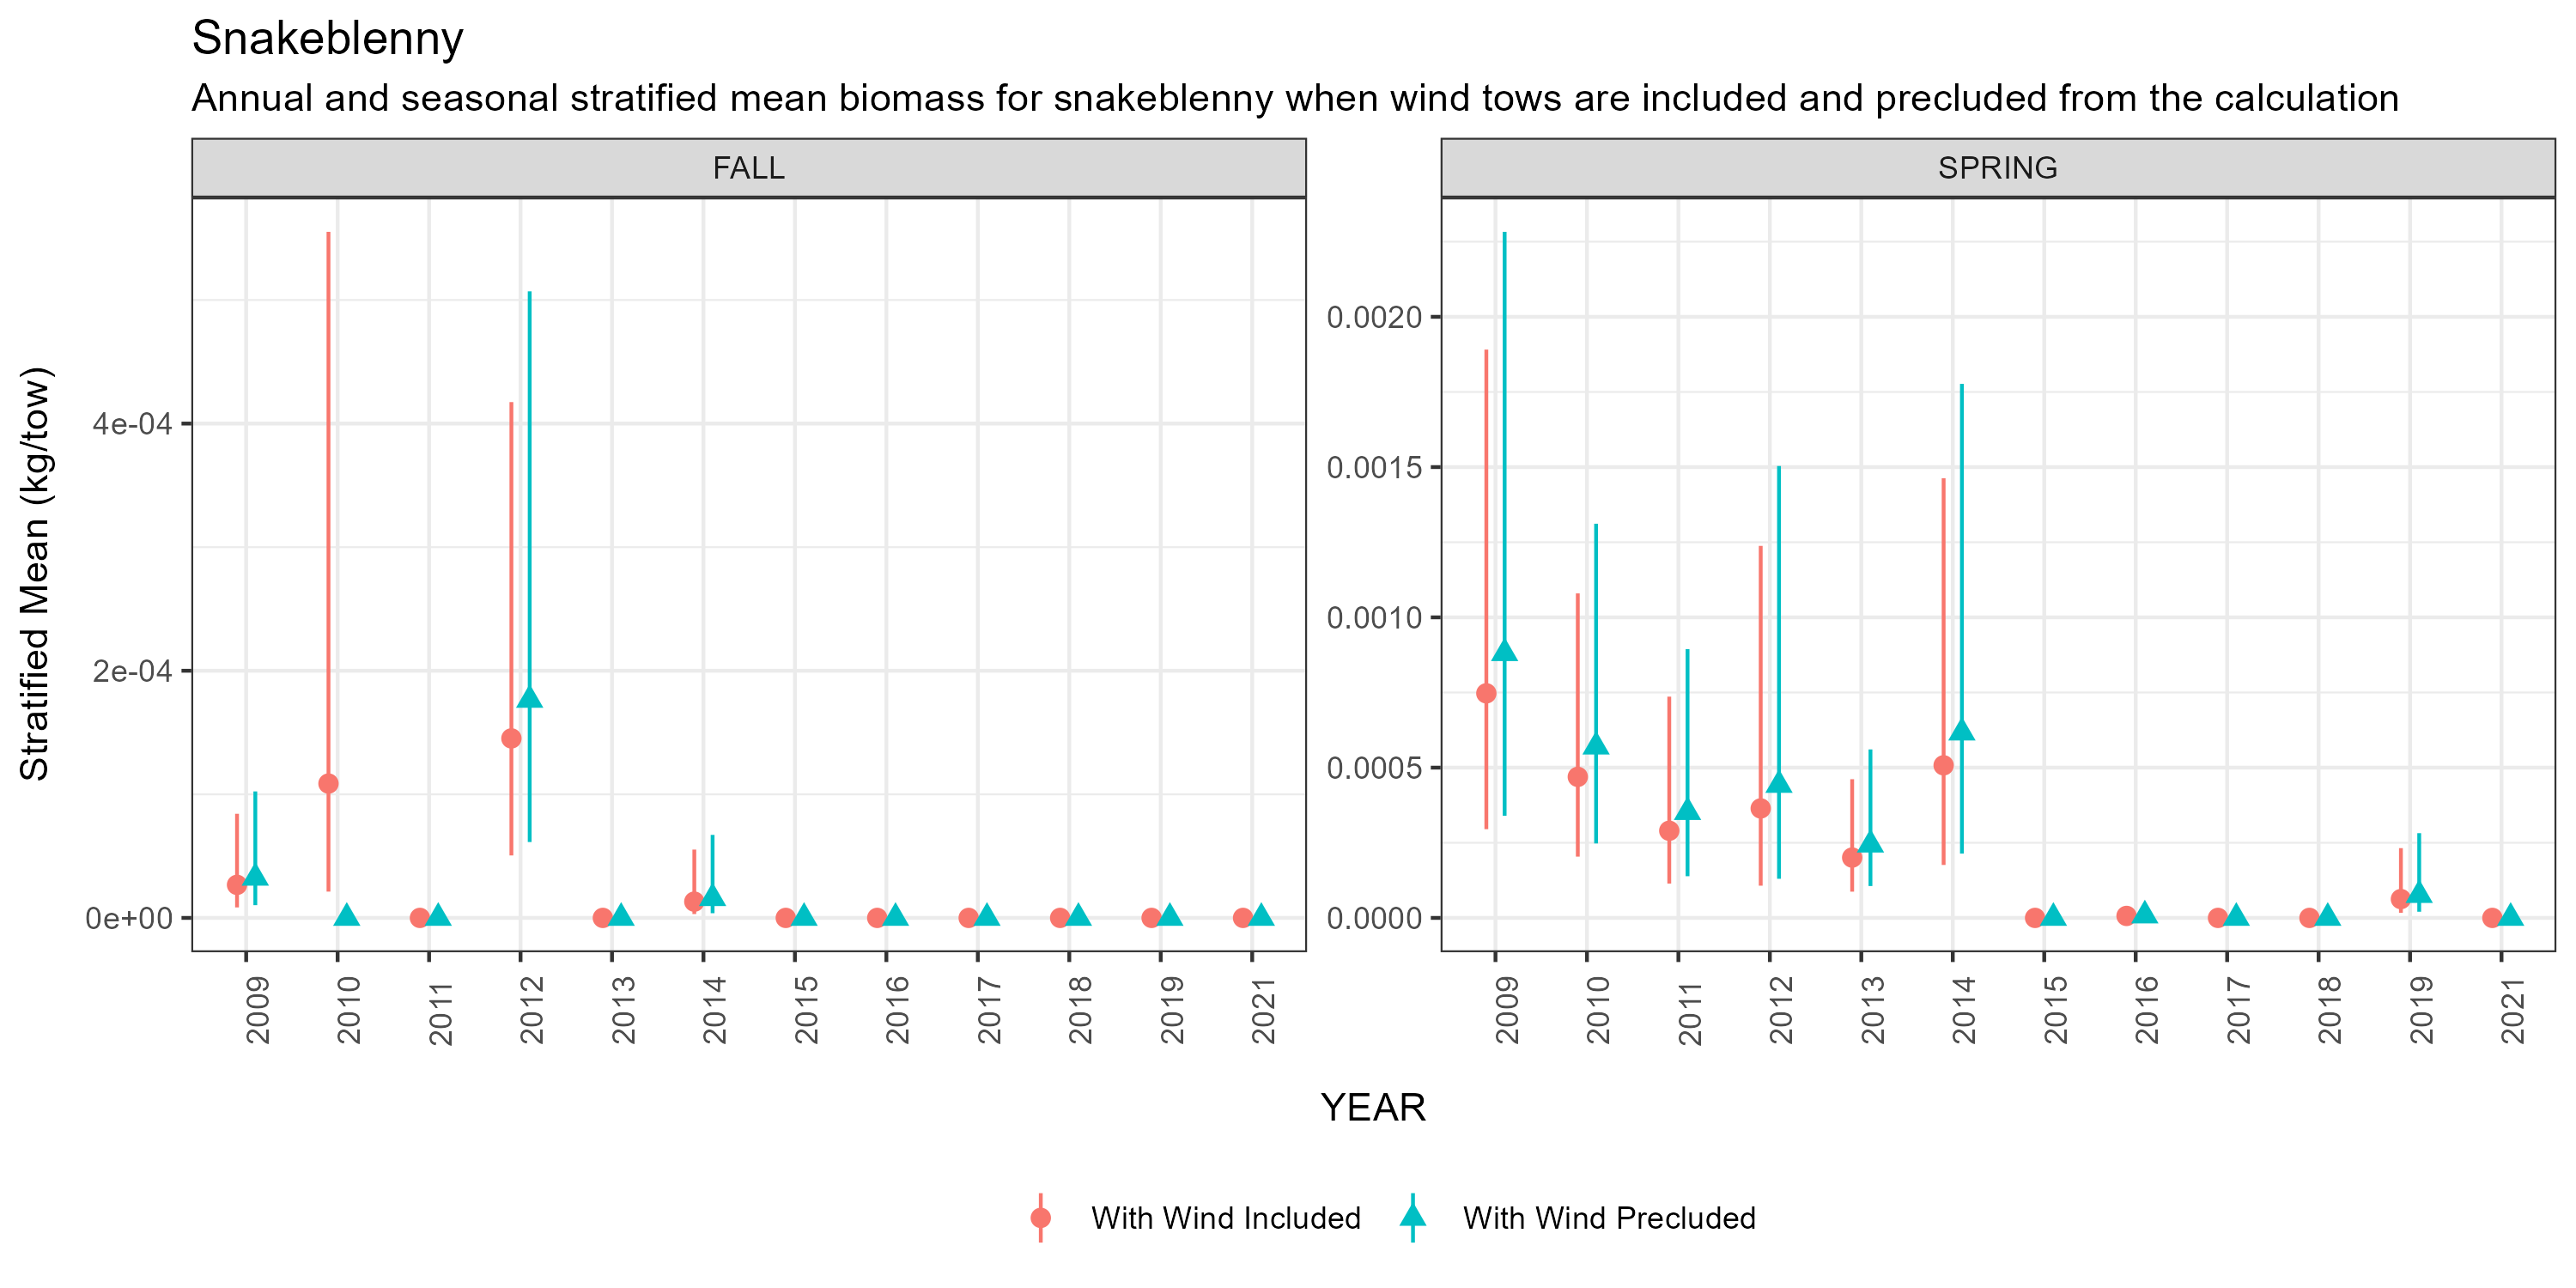 Snakeblenny
Annual and seasonal stratified mean biomass for snakeblenny when wind tows are included and precluded from the calculation
FALL
SPRING
Stratified Mean (kg/tow)
4e-04
2e-04
0e+00
0.0020
0.0015
0.0010
0.0005
0.0000
2009 2010 2011 2012 2013 2014 2015 2016 2017 2018 2019 2021
2009 2010 2011 2012 2013 2014 2015 2016 2017 2018 2019 2021
YEAR
With Wind Included With Wind Precluded